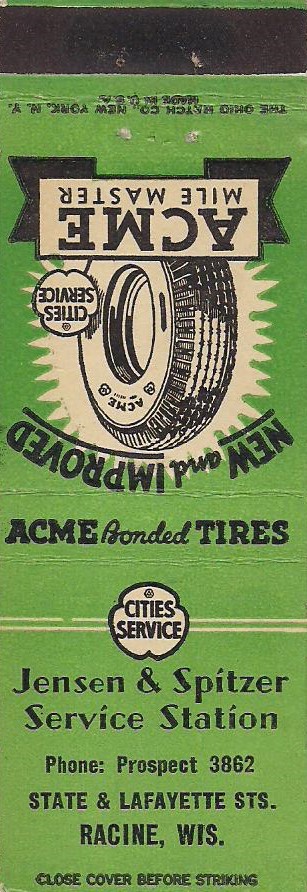 THE OHIO MATCH CO., NEW YORK, N. Y.
MADE IN U.S.A.
ACME
MILE MASTER
CITIES
SERVICE
ACME
NEW and IMPROVED
ACME Bonded TIRES
CITIES
SERVICE
Jensen & Spitzer
Service Station
Phone: Prospect 3862
STATE & LAFAYETTE STS.
RACINE, WIS.
CLOSE COVER BEFORE STRIKING